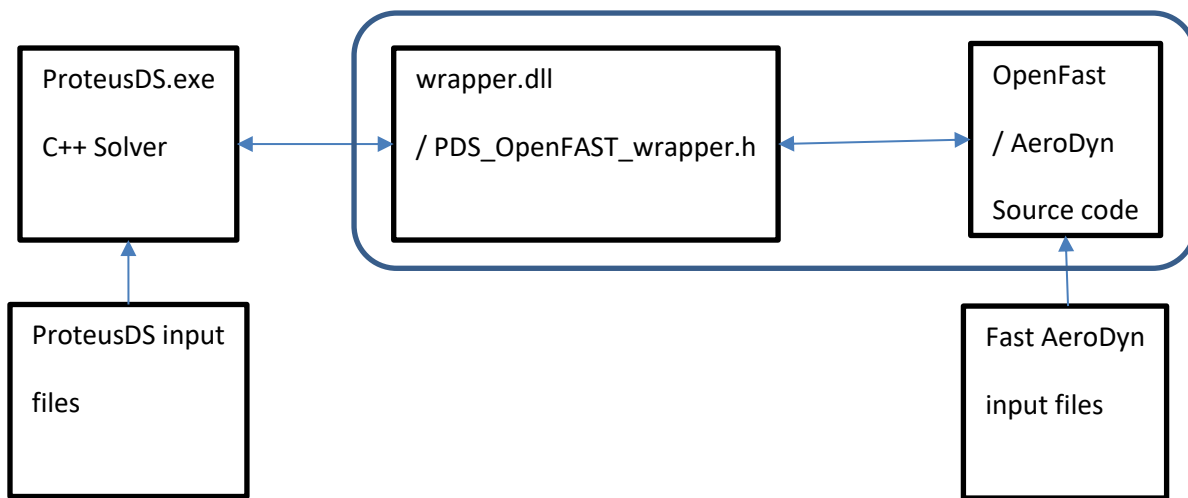 ProteusDS.exe
C++ Solver
wrapper.dll
/ PDS_OpenFAST_wrapper.h
OpenFast
/ AeroDyn
Source code
ProteusDS input
files
Fast AeroDyn
input files